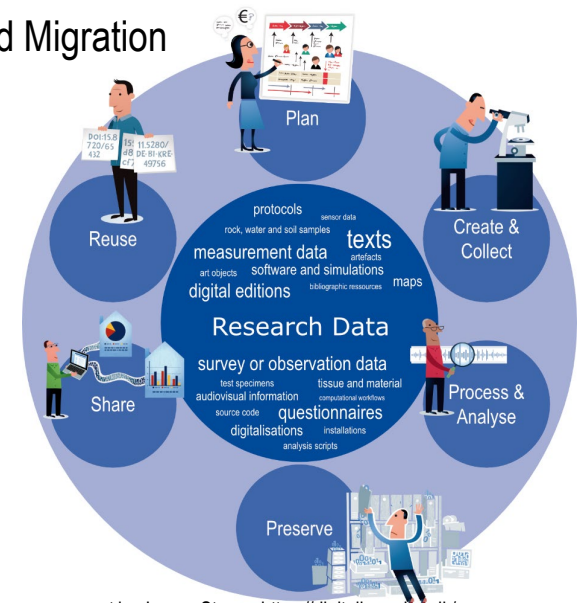 d Migration
Plan
DOI:15.8
720/65
432
11.5280/
DE-BI-KRE
49756
Reuse
Create &
Collect
protocols
sensor data
rock, water and soil samples
texts
measurement data
artefacts
art objects
software and simulations
maps
digital editions
bibliographic ressources
Research Data
survey or observation data
test specimens
tissue and material
audiovisual information
computational workflows
source code
questionnaires
digitalisations
installations
analysis scripts
Share
Process &
Analyse
Preserve